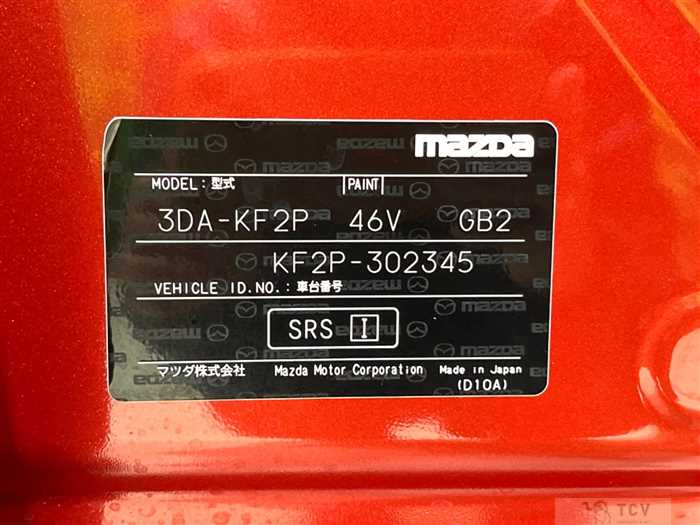 mazda
MODEL : 型式 PAINT
3DA-KF2P 46V GB2
KF2P-302345
VEHICLE ID.NO. : 車台番号
SRS I
マツダ株式会社 Mazda Motor Corporation Made in Japan
(D10A)
TCV